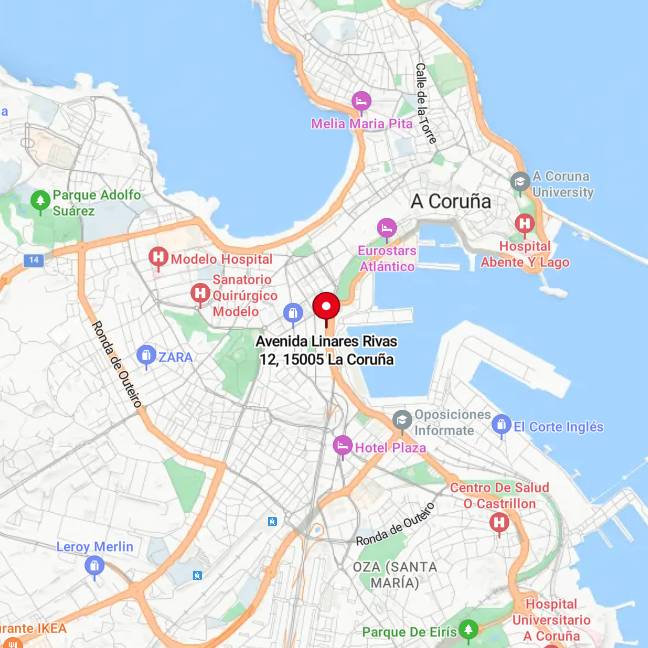 a
Calle de la Torre
Melia Maria Pita
A Coruna
University
Parque Adolfo
Suárez
A Coruña
Eurostars
Atlántico
Hospital
Abente Y Lago
14
Modelo Hospital
Sanatorio
Quirúrgico
Modelo
Avenida Linares Rivas
12, 15005 La Coruña
Ronda de Outeiro
ZARA
Oposiciones
Informate
El Corte Inglés
Hotel Plaza
Centro De Salud
O Castrillon
Ronda de Outeiro
Leroy Merlin
OZA (SANTA
MARÍA)
Hospital
Universitario
A Coruña
Parque De Eirís
urante IKEA